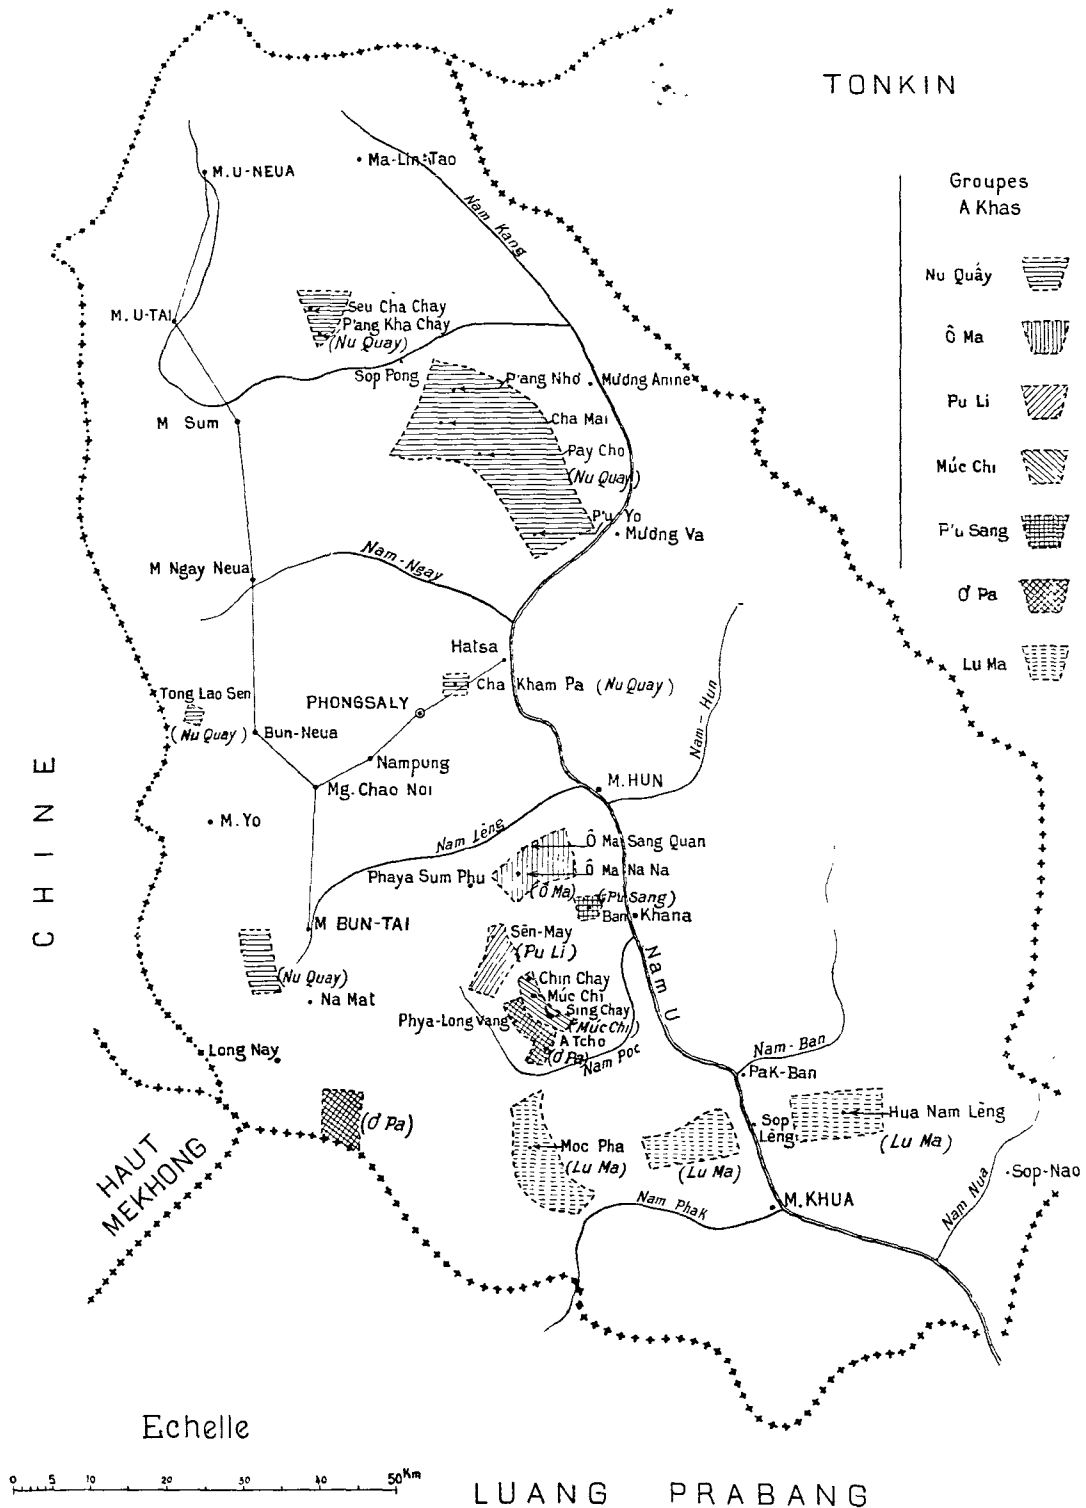 TONKIN
Groupes
A Khas
Nu Quấy
Ô Ma
Pu Li
Múc Chi
P'u Sang
Ơ Pa
Lu Ma
M.U-NEUA
Ma-Lin-Tao
Nam Kang
M. U-TAI
Seu Cha Chay
P'ang Kha Chay
(Nu Quay)
Sop Pong
P'ang Nhơ
Mương Anine
M Sum
Cha Mai
Pay Cho
(Nu Quay)
P'u Yo
Mương Va
M Ngay Neua
Nam-Ngay
Hatsa
Cha Kham Pa (Nu Quay)
PHONGSALY
Tong Lao Sen
(Nu Quay)
Bun-Neua
Nam-Hun
Nampung
Mg. Chao Noi
M. HUN
CHINE
M. Yo
Nam Lêng
Ô Ma Sang Quan
Ô Ma Na Na
Phaya Sum Phu
(Ô Ma)
(Pu Sang)
Ban Khana
M BUN-TAI
Sên-May
(Pu Li)
(Nu Quay)
Na Mat
Chin Chay
Múc Chi
Sing Chay
(Múc Chi)
Phya-Long Vang
A Tcho
(Ơ Pa)
Nam U
Nam Poc
Long Nay
Nam-Ban
Pak-Ban
(Ơ Pa)
Sop
Lêng
Hua Nam Lèng
(Lu Ma)
Moc Pha
(Lu Ma)
(Lu Ma)
HAUT
MEKHONG
Sop-Nao
Nam Nua
Nam Phak
M. KHUA
Echelle
0 5 10 20 30 40 50 Km
LUANG PRABANG